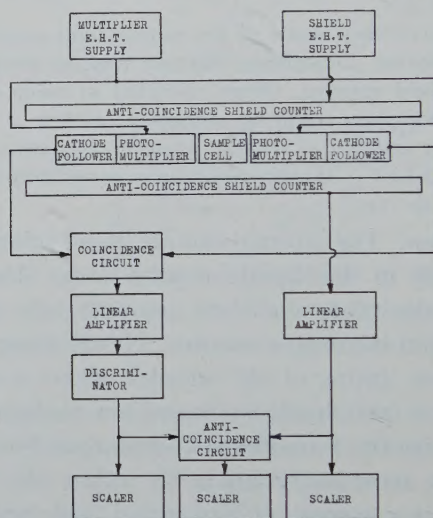 MULTIPLIER
E.H.T.
SUPPLY
SHIELD
E.H.T.
SUPPLY
ANTI-COINCIDENCE SHIELD COUNTER
CATHODE
FOLLOWER
PHOTO-
MULTIPLIER
SAMPLE
CELL
PHOTO-
MULTIPLIER
CATHODE
FOLLOWER
ANTI-COINCIDENCE SHIELD COUNTER
COINCIDENCE
CIRCUIT
LINEAR
AMPLIFIER
LINEAR
AMPLIFIER
DISCRIMI-
NATOR
ANTI-
COINCIDENCE
CIRCUIT
SCALER
SCALER
SCALER